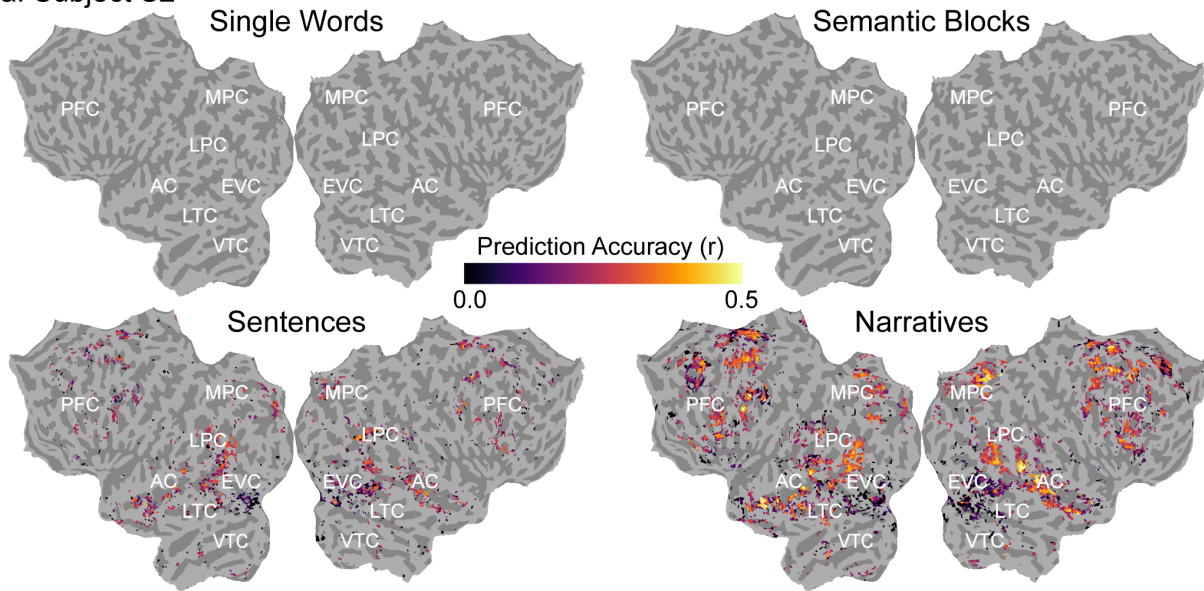 Single Words
Semantic Blocks
PFC MPC MPC PFC
LPC LPC
AC EVC EVC AC
LTC LTC
VTC VTC
PFC MPC MPC PFC
LPC LPC
AC EVC EVC AC
LTC LTC
VTC VTC
Prediction Accuracy (r)
0.0 0.5
Sentences
Narratives
PFC MPC MPC PFC
LPC LPC
AC EVC EVC AC
LTC LTC
VTC VTC
PFC MPC MPC PFC
LPC LPC
AC EVC EVC AC
LTC LTC
VTC VTC